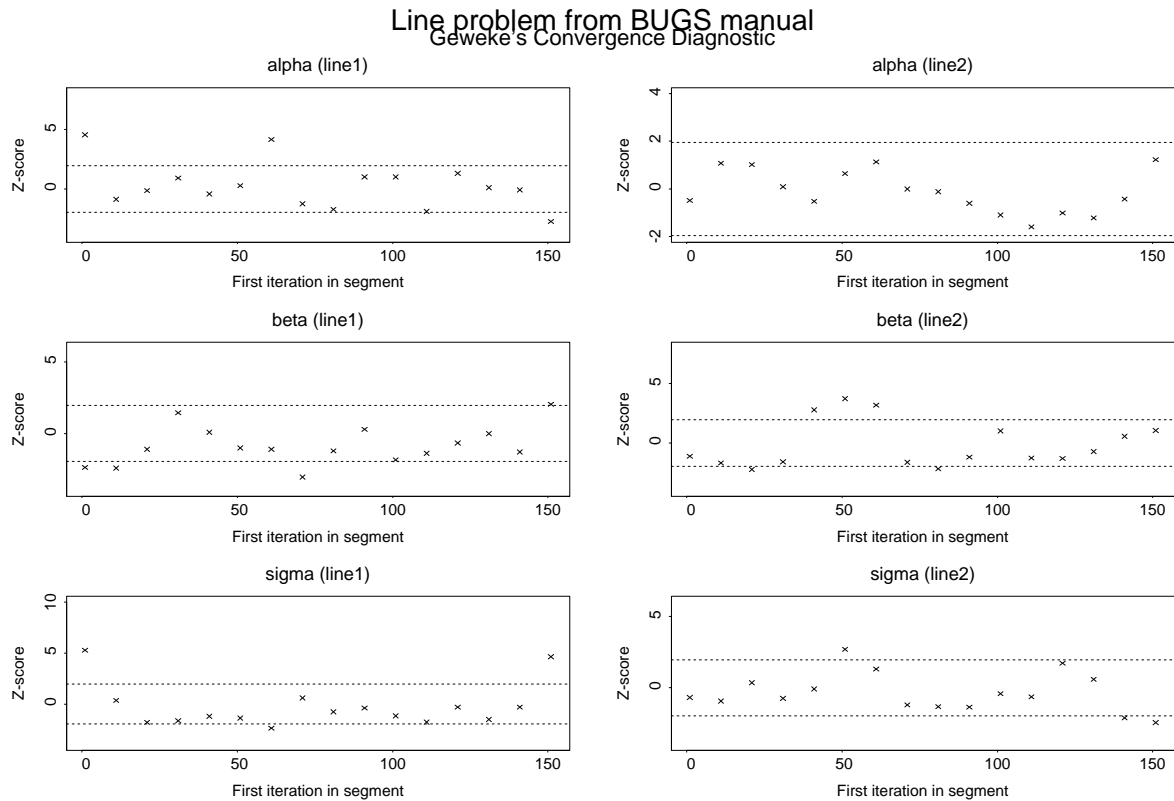 Line problem from BUGS manual
Geweke's Convergence Diagnostic
alpha (line1)
Z-score
5
0
0
50
100
150
First iteration in segment
alpha (line2)
Z-score
4
2
0
-2
0
50
100
150
First iteration in segment
beta (line1)
Z-score
5
0
0
50
100
150
First iteration in segment
beta (line2)
Z-score
5
0
0
50
100
150
First iteration in segment
sigma (line1)
Z-score
10
5
0
0
50
100
150
First iteration in segment
sigma (line2)
Z-score
5
0
0
50
100
150
First iteration in segment